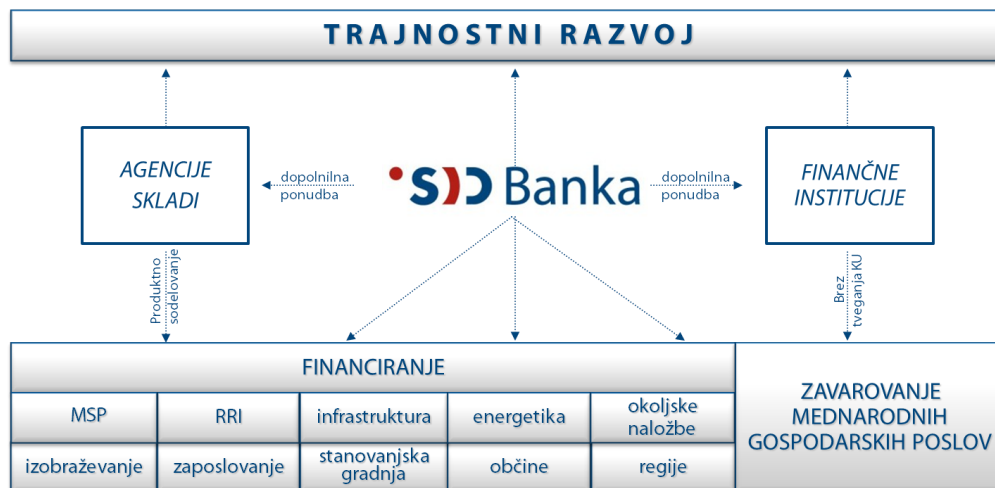 TRAJNOSTNI RAZVOJ
AGENCIJE
SKLADI
dopolnilna
ponudba
SID Banka
dopolnilna
ponudba
FINANČNE
INSTITUCIJE
Produktno
sodelovanje
Brez
tveganja KU
FINANCIRANJE
MSP
RRI
infrastruktura
energetika
okoljske
naložbe
izobraževanje
zaposlovanje
stanovanjska
gradnja
občine
regije
ZAVAROVANJE
MEDNARODNIH
GOSPODARSKIH POSLOV